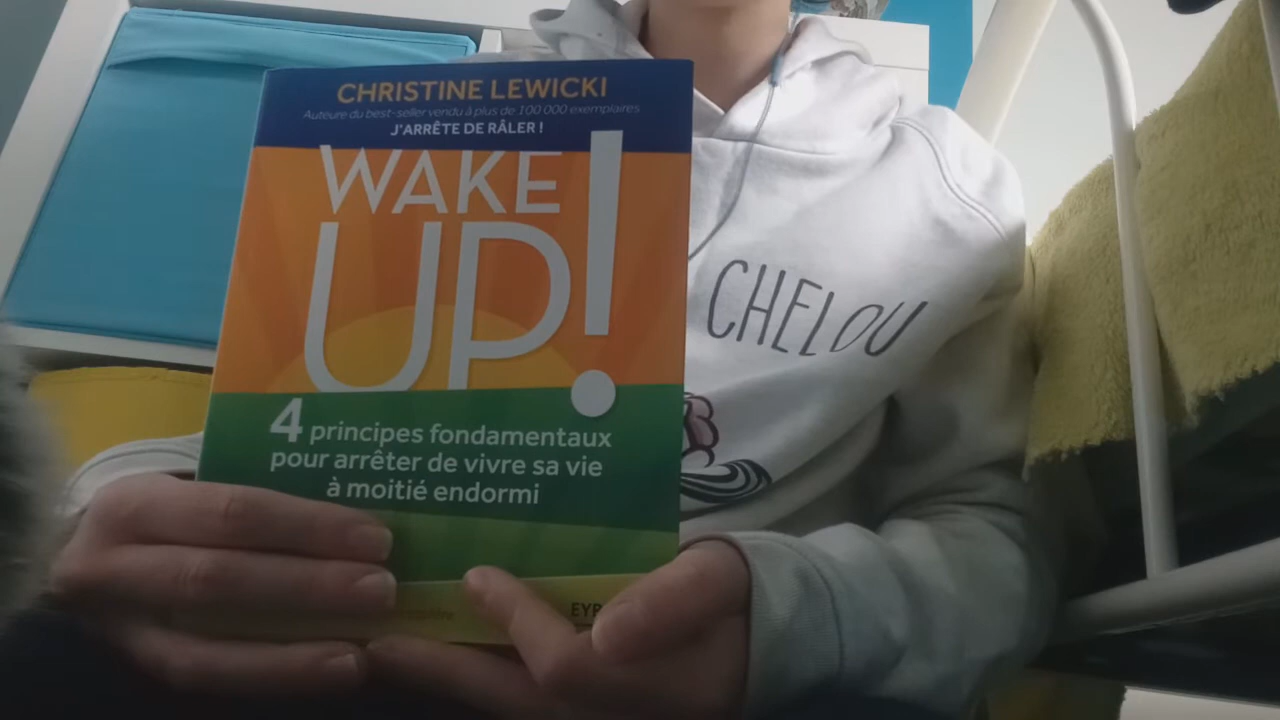 CHRISTINE LEWICKI
Auteure du best-seller vendu à plus de 100 000 exemplaires
J'ARRÊTE DE RÂLER !
WAKE
UP!
4 principes fondamentaux
pour arrêter de vivre sa vie
à moitié endormi
EYR
CHELOU